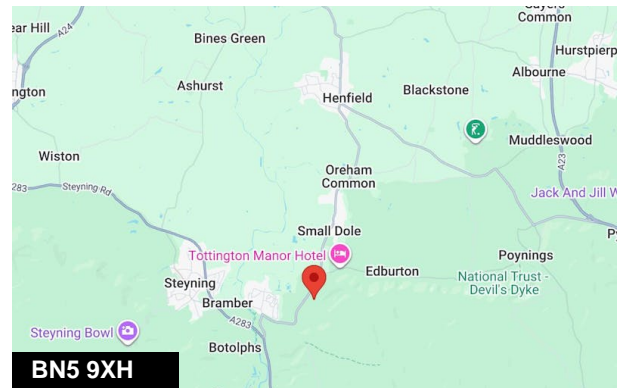 Sayers
Common
ear Hill
A24
Bines Green
Hurstpierp
Albourne
ngton
Ashurst
Blackstone
Henfield
Muddleswood
Wiston
A23
Oreham
Common
283
Steyning Rd
Jack And Jill W
Small Dole
Py
Tottington Manor Hotel
Edburton
Poynings
Steyning
National Trust -
Devil's Dyke
Bramber
A283
Steyning Bowl
Botolphs
BN5 9XH